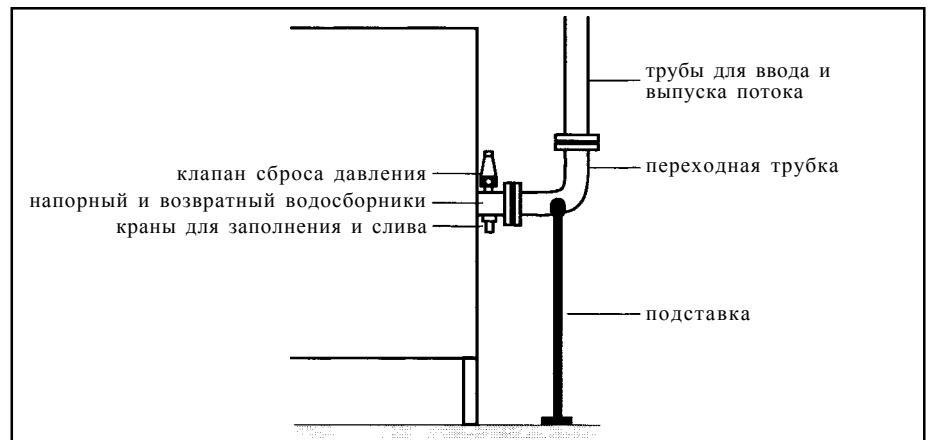 трубы для ввода и
выпуска потока
переходная трубка
клапан сброса давления
напорный и возвратный водосборники
краны для заполнения и слива
подставка